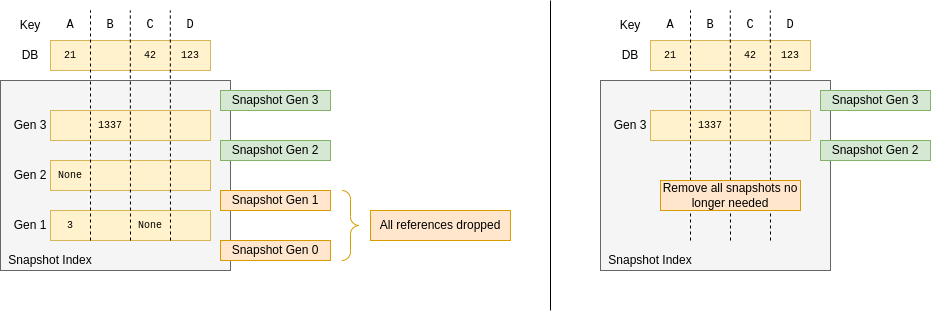 Key A B C D
DB 21 42 123
Snapshot Gen 3
Gen 3 1337
Snapshot Gen 2
Gen 2 None
Snapshot Gen 1
Gen 1 3 None
All references dropped
Snapshot Gen 0
Snapshot Index
Key A B C D
DB 21 42 123
Snapshot Gen 3
Gen 3 1337
Snapshot Gen 2
Remove all snapshots no
longer needed
Snapshot Index